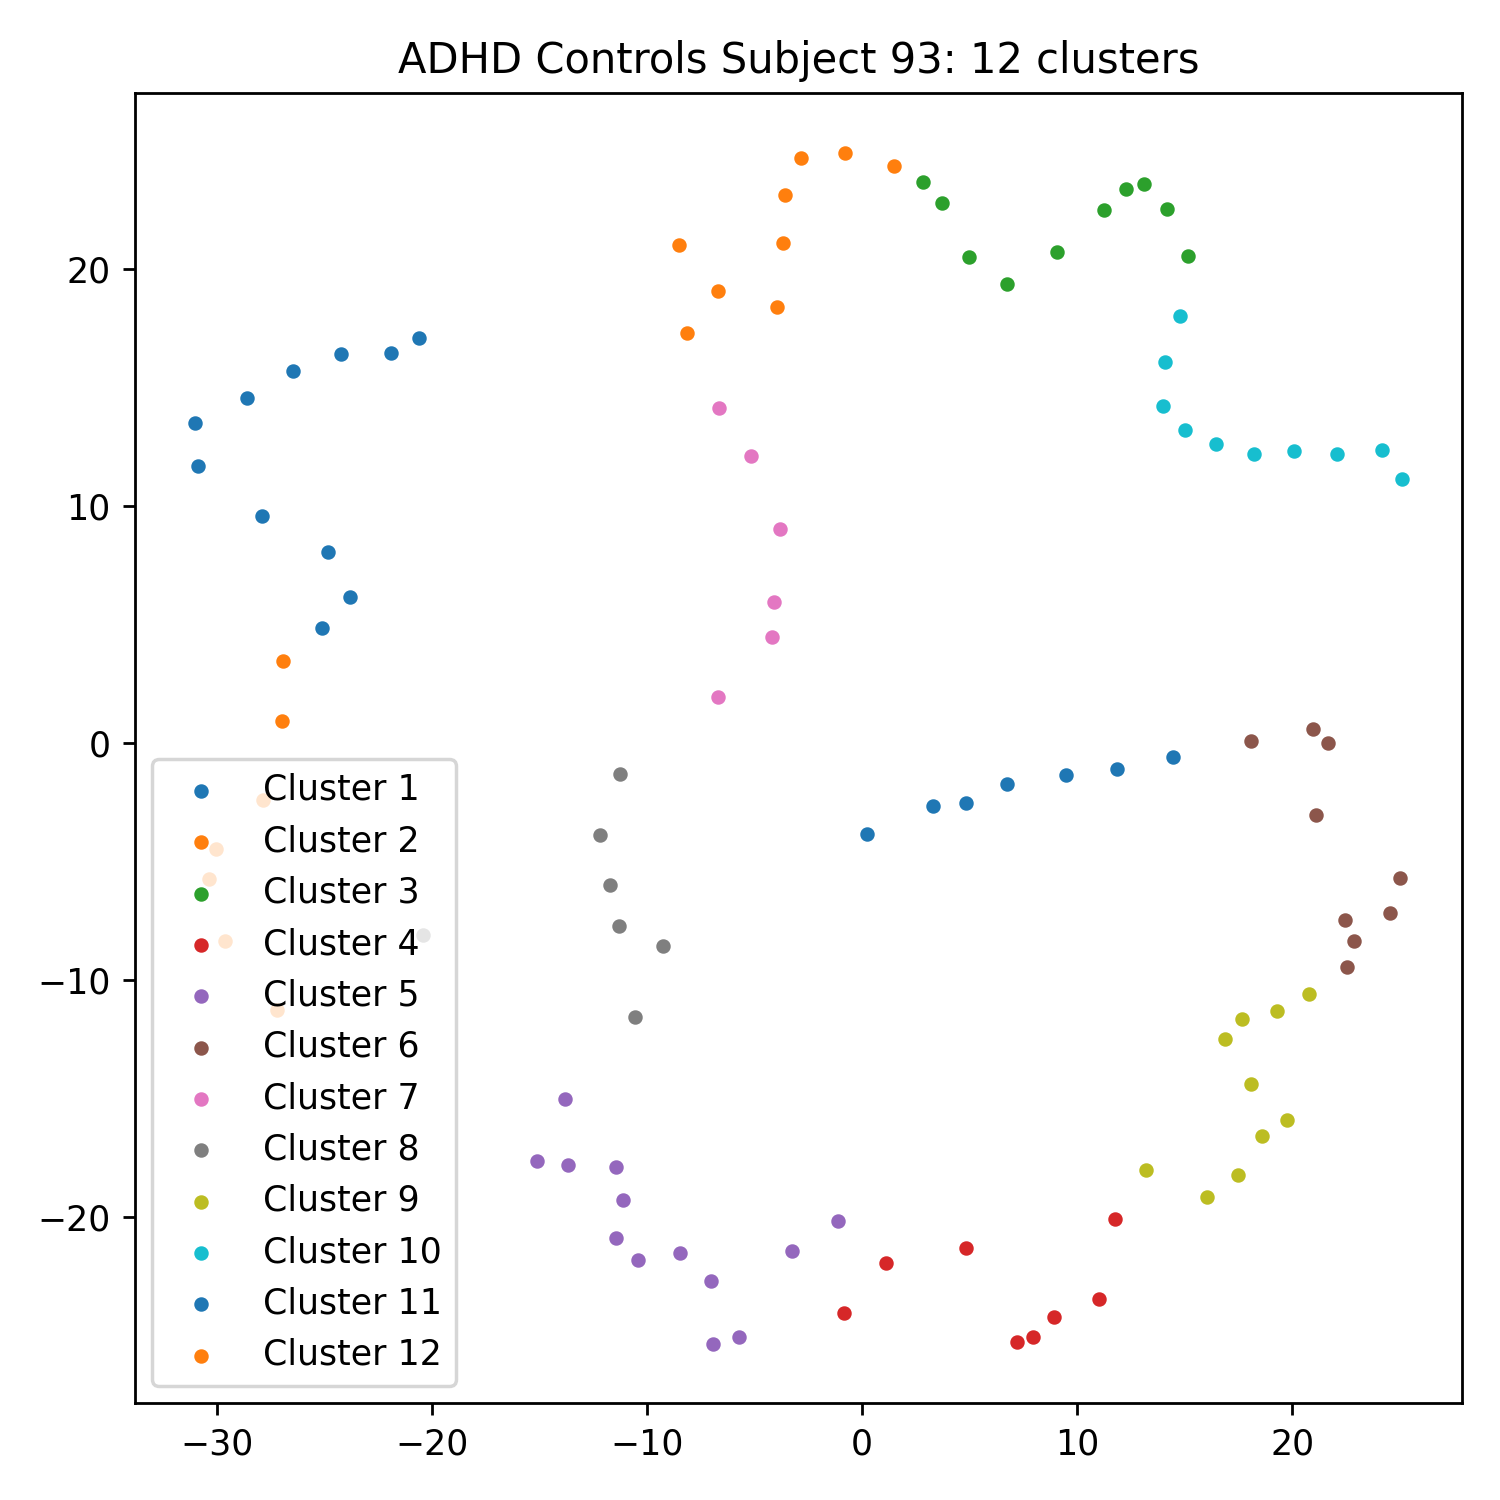 ADHD Controls Subject 93: 12 clusters
20
10
0
−10
−20
Cluster 1
Cluster 2
Cluster 3
Cluster 4
Cluster 5
Cluster 6
Cluster 7
Cluster 8
Cluster 9
Cluster 10
Cluster 11
Cluster 12
−30 −20 −10 0 10 20